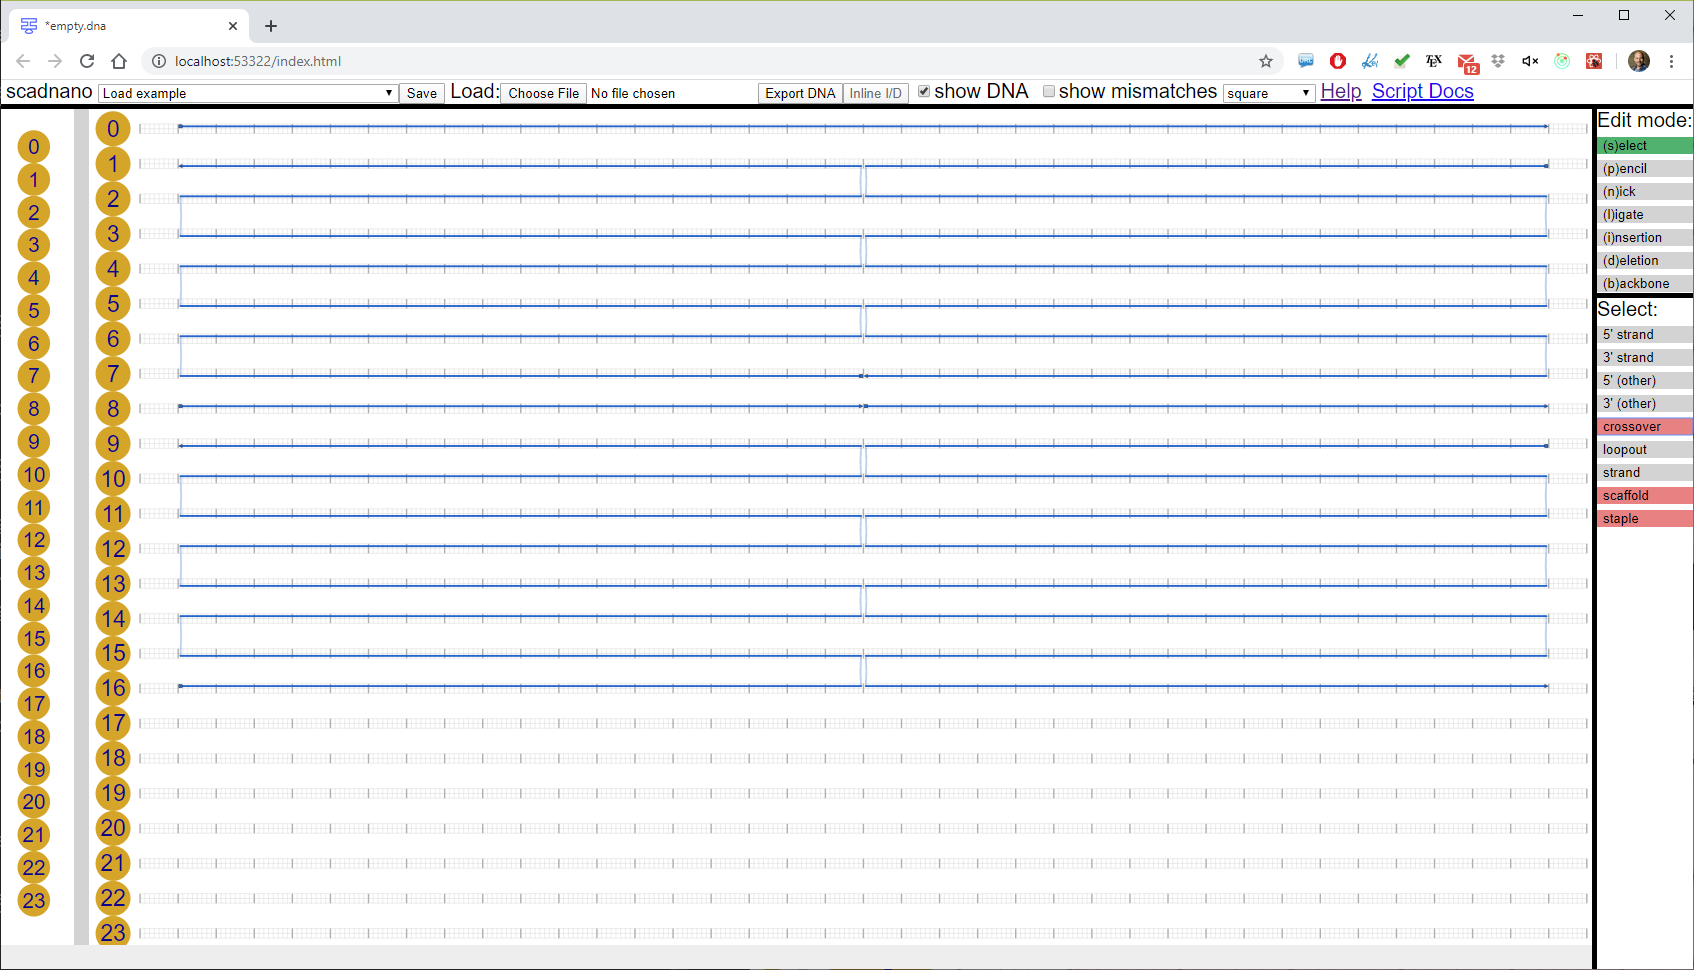 *empty.dna
localhost:53322/index.html
12
scadnano Load example Save Load: Choose File No file chosen Export DNA Inline I/D show DNA show mismatches square Help Script Docs
0
1
2
3
4
5
6
7
8
9
10
11
12
13
14
15
16
17
18
19
20
21
22
23
0
1
2
3
4
5
6
7
8
9
10
11
12
13
14
15
16
17
18
19
20
21
22
23
Edit mode:
(s)elect
(p)encil
(n)ick
(l)igate
(i)nsertion
(d)eletion
(b)ackbone
Select:
5' strand
3' strand
5' (other)
3' (other)
crossover
loopout
strand
scaffold
staple